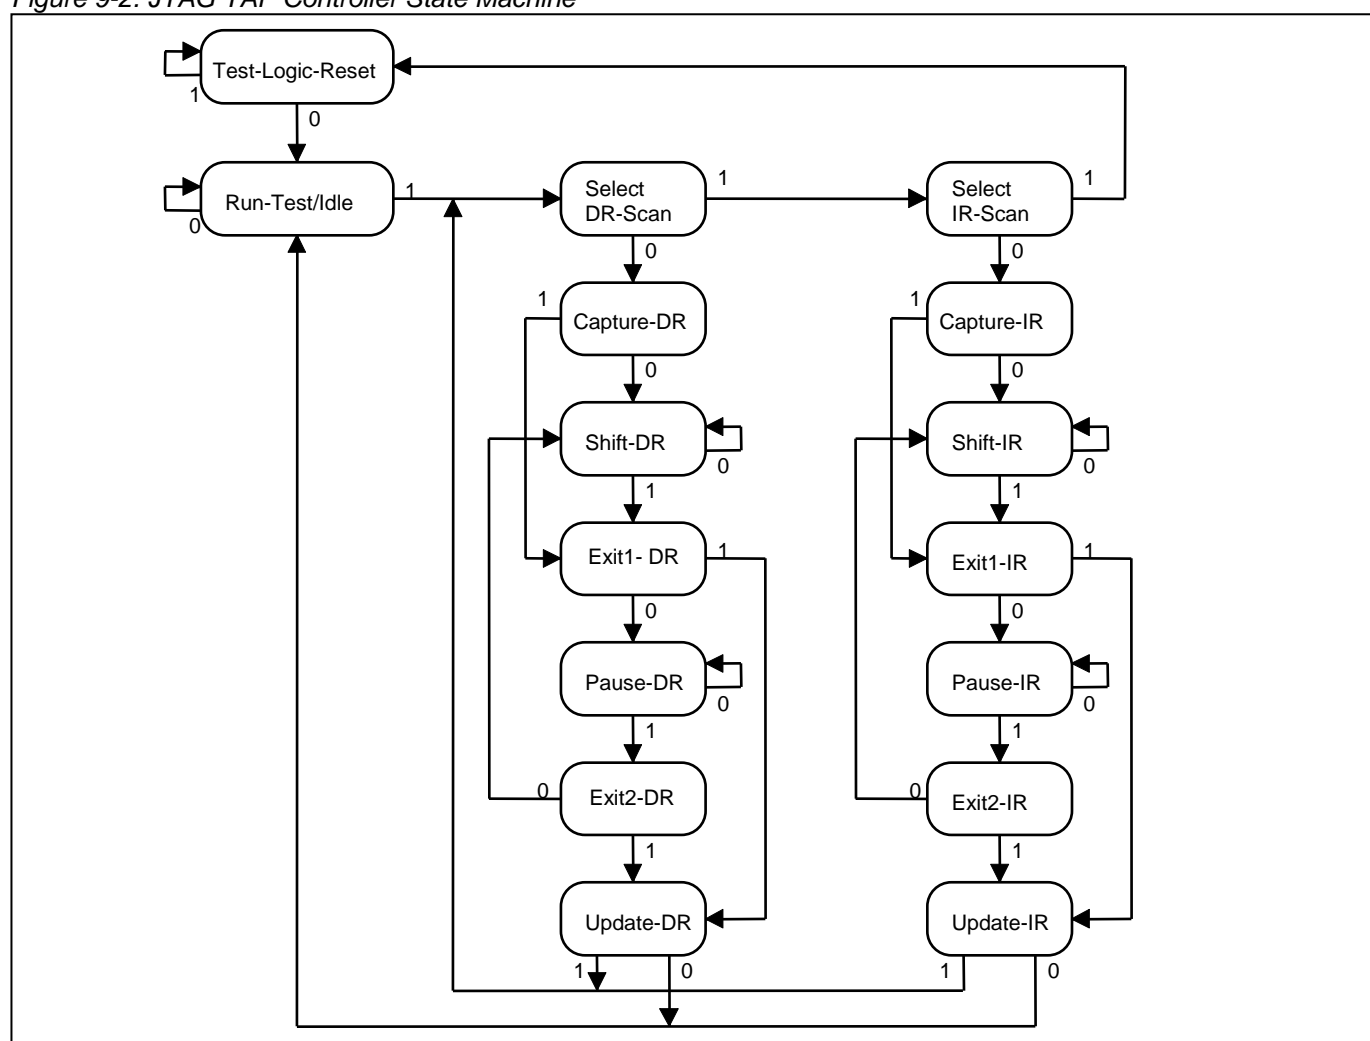 Figure 9-2. JTAG TAP Controller State Machine
Test-Logic-Reset
1
0
Run-Test/Idle
0
1
Select
DR-Scan
1
0
Select
IR-Scan
1
0
Capture-DR
1
0
Capture-IR
1
0
Shift-DR
0
1
Shift-IR
0
1
Exit1- DR
1
0
Exit1-IR
1
0
Pause-DR
0
1
Pause-IR
0
1
Exit2-DR
0
1
Exit2-IR
0
1
Update-DR
1
0
Update-IR
1
0